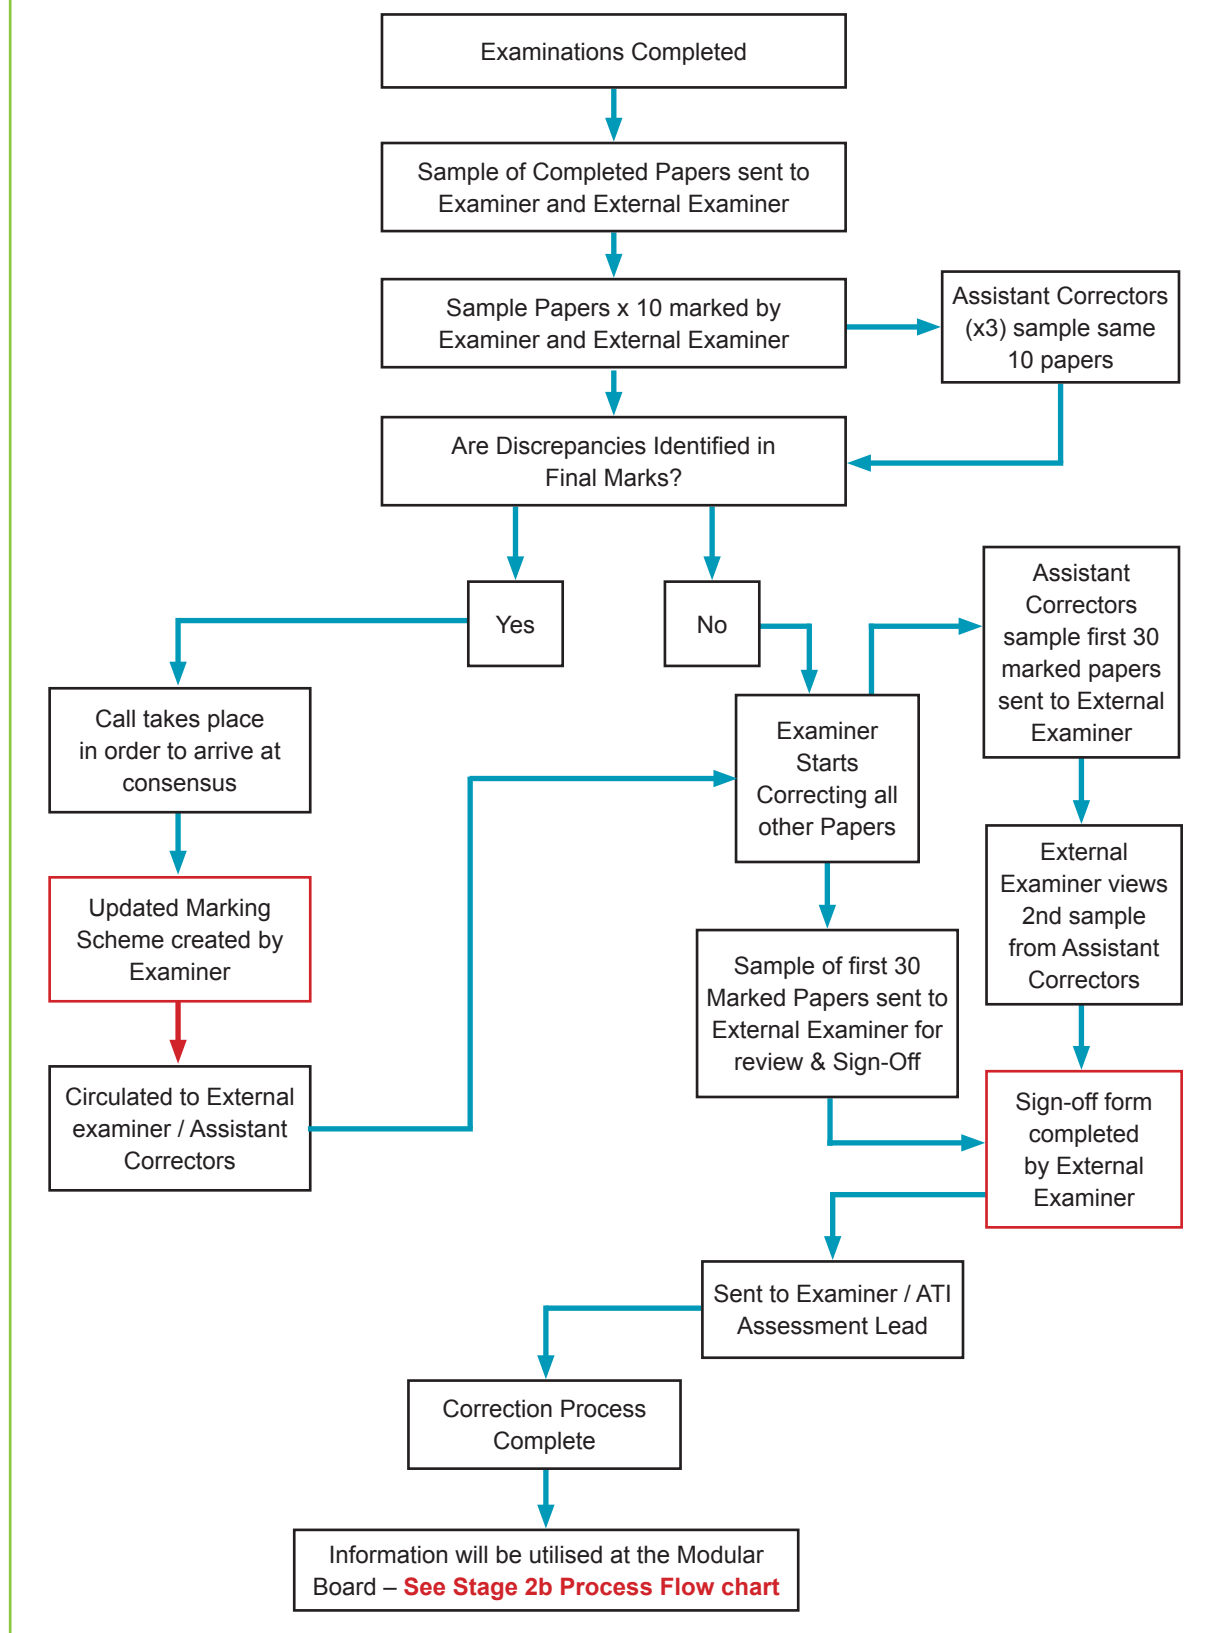 Examinations Completed
Sample of Completed Papers sent to
Examiner and External Examiner
Sample Papers x 10 marked by
Examiner and External Examiner
Assistant Correctors
(x3) sample same
10 papers
Are Discrepancies Identified in
Final Marks?
Yes
No
Assistant
Correctors
sample first 30
marked papers
sent to External
Examiner
Call takes place
in order to arrive at
consensus
Examiner
Starts
Correcting all
other Papers
External
Examiner views
2nd sample
from Assistant
Correctors
Updated Marking
Scheme created by
Examiner
Sample of first 30
Marked Papers sent to
External Examiner for
review & Sign-Off
Circulated to External
examiner / Assistant
Correctors
Sign-off form
completed
by External
Examiner
Sent to Examiner / ATI
Assessment Lead
Correction Process
Complete
Information will be utilised at the Modular
Board – See Stage 2b Process Flow chart